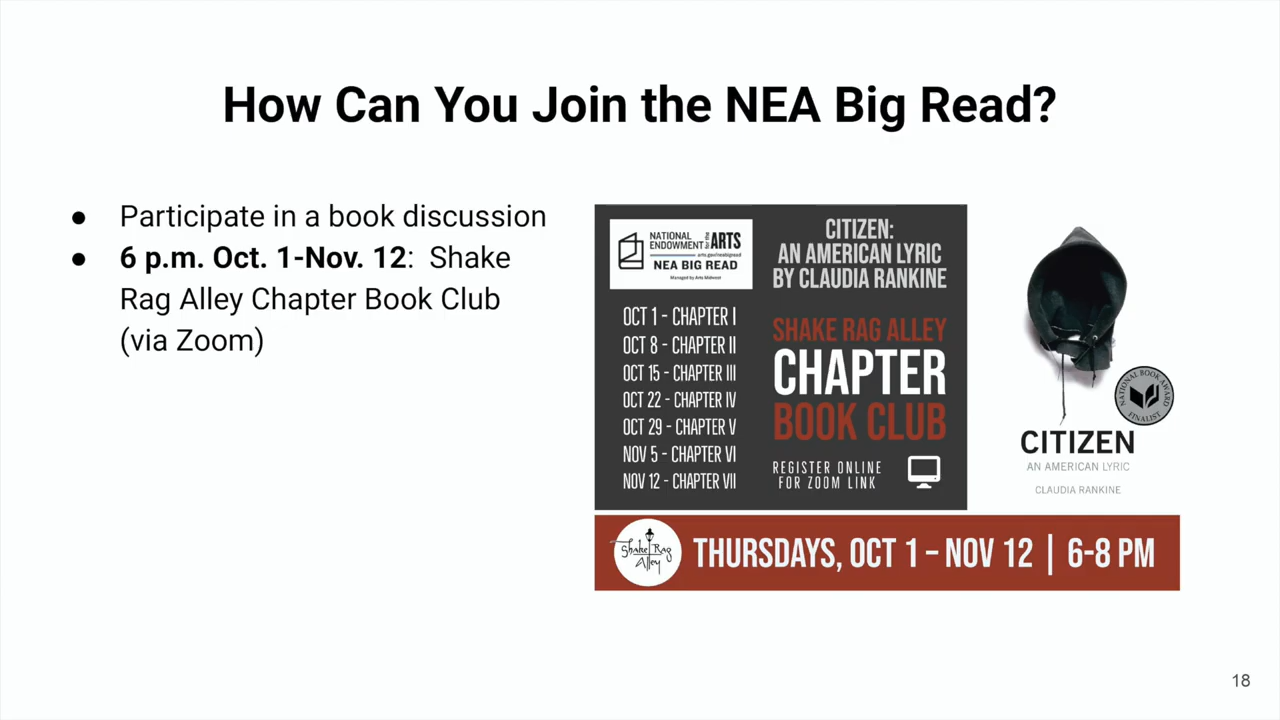 How Can You Join the NEA Big Read?
● Participate in a book discussion
● 6 p.m. Oct. 1-Nov. 12: Shake
Rag Alley Chapter Book Club
(via Zoom)
NATIONAL
ENDOWMENT for the ARTS
arts.gov/neabigread
NEA BIG READ
Managed by Arts Midwest
OCT 1 - CHAPTER I
OCT 8 - CHAPTER II
OCT 15 - CHAPTER III
OCT 22 - CHAPTER IV
OCT 29 - CHAPTER V
NOV 5 - CHAPTER VI
NOV 12 - CHAPTER VII
CITIZEN:
AN AMERICAN LYRIC
BY CLAUDIA RANKINE
SHAKE RAG ALLEY
CHAPTER
BOOK CLUB
REGISTER ONLINE
FOR ZOOM LINK
NATIONAL BOOK AWARD
FINALIST
CITIZEN
AN AMERICAN LYRIC
CLAUDIA RANKINE
Shake Rag
Alley
THURSDAYS, OCT 1 – NOV 12 | 6-8 PM
18